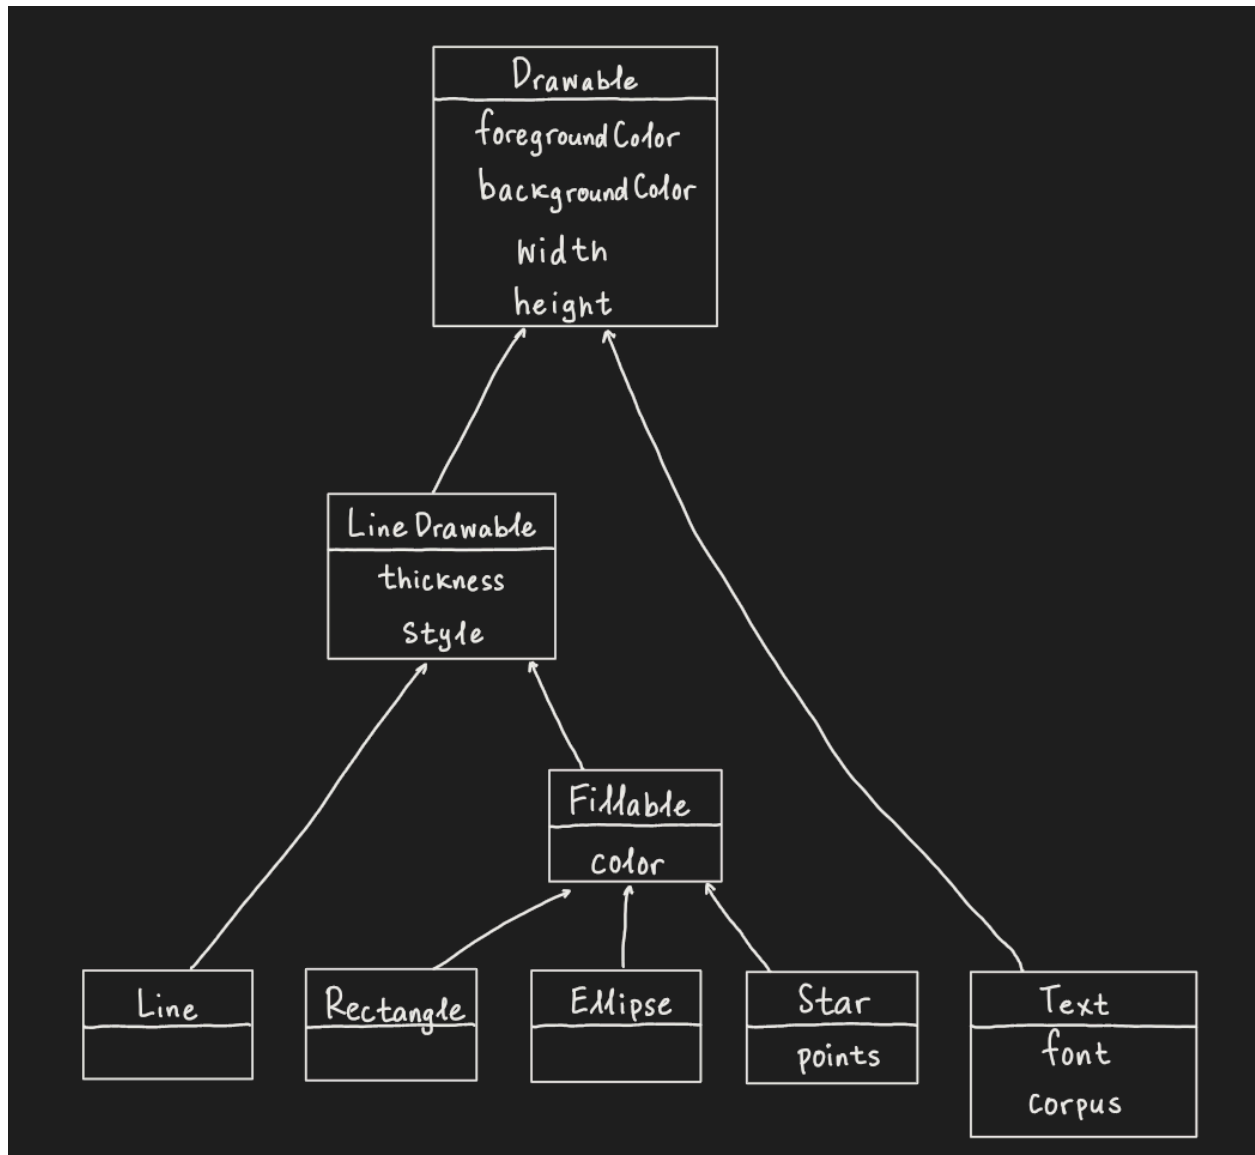 Drawable
foregroundColor
backgroundColor
width
height
LineDrawable
thickness
style
Fillable
color
Line
Rectangle
Ellipse
Star
points
Text
font
corpus